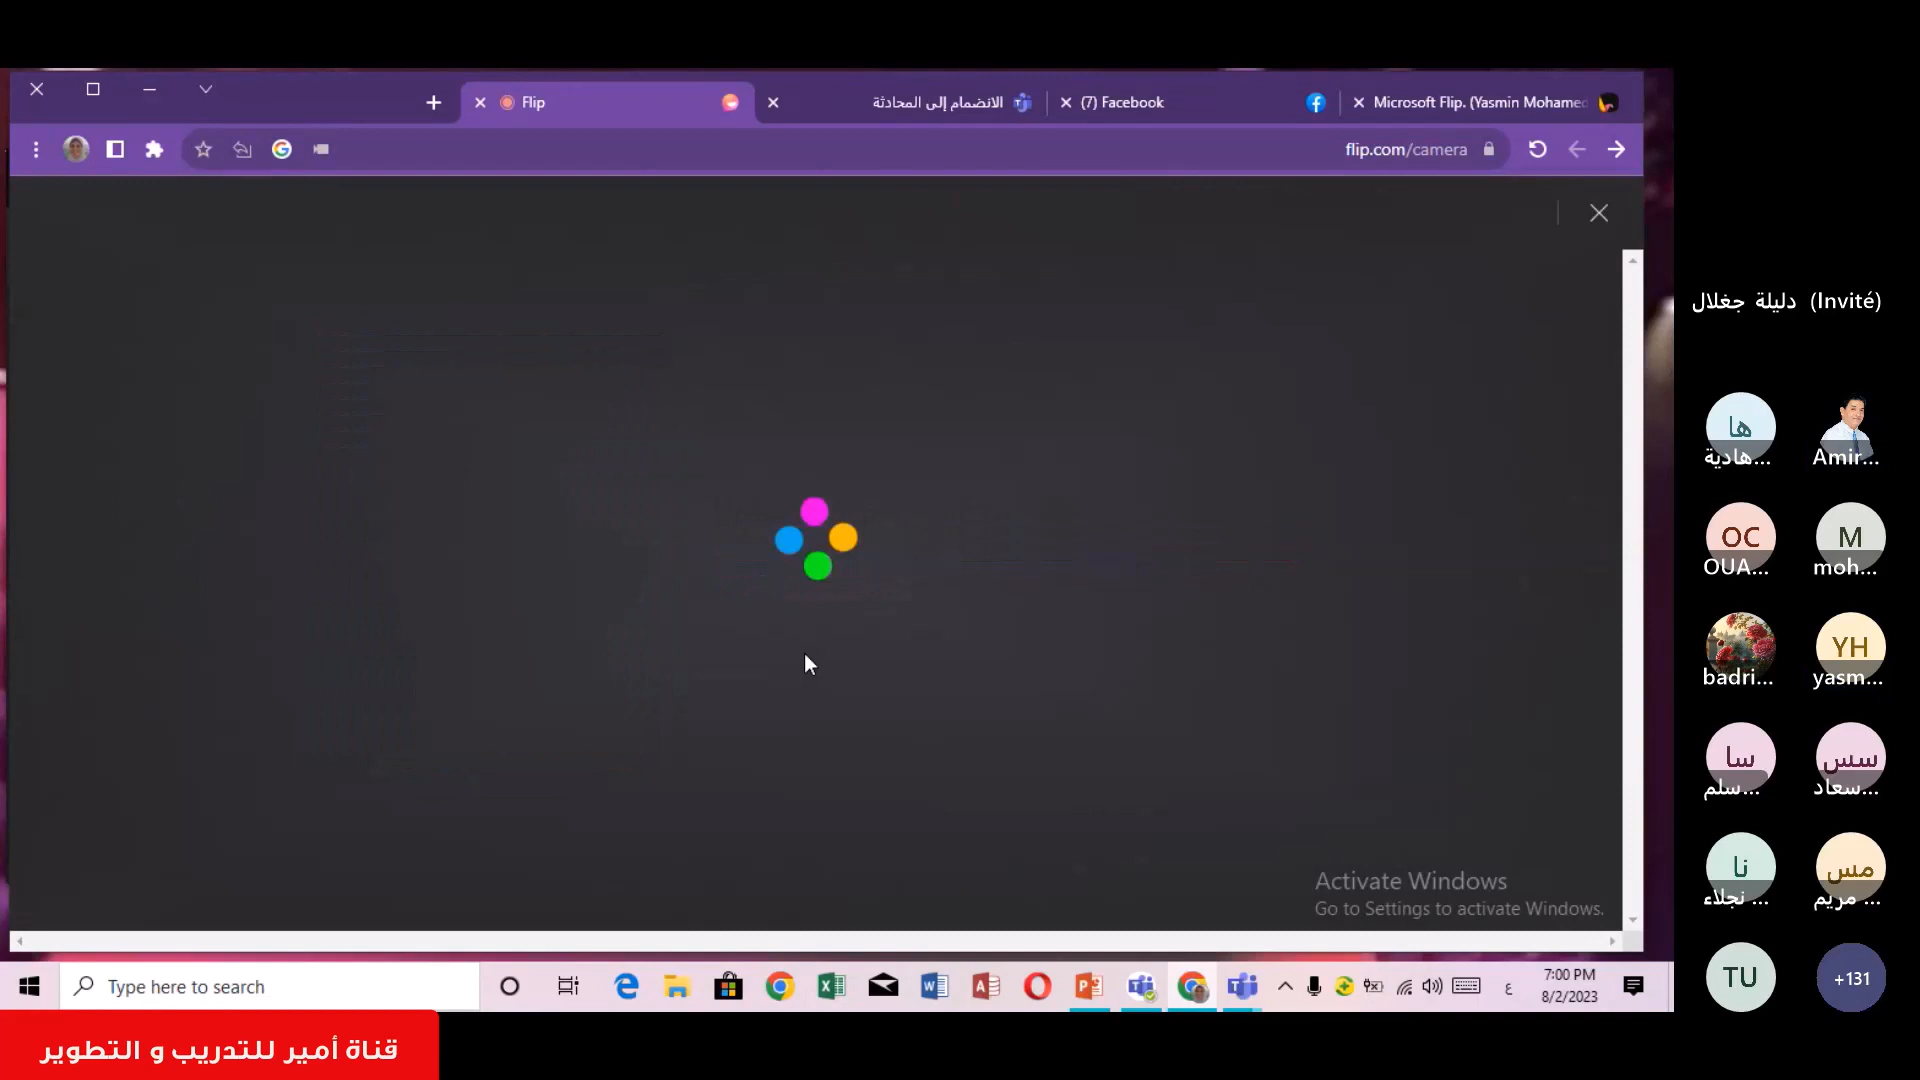 Flip
الانضمام إلى المحادثة
(7) Facebook
Microsoft Flip. (Yasmin Mohamed
flip.com/camera
دليلة جغلال (Invité)
ها
هادية...
Amir...
OC
OUA...
M
moh...
badri...
YH
yasm...
سا
سلم...
سس
سعاد...
نا
نجلاء ...
مس
مريم ...
TU
+131
Activate Windows
Go to Settings to activate Windows.
Type here to search
ع
7:00 PM
8/2/2023
قناة أمير للتدريب و التطوير